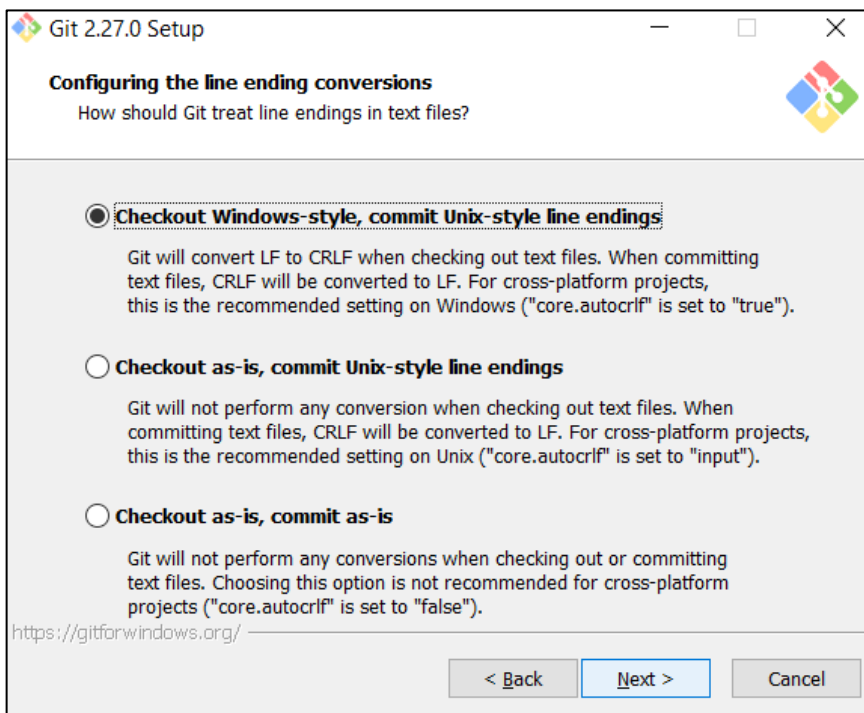 Git 2.27.0 Setup
Configuring the line ending conversions
How should Git treat line endings in text files?
Checkout Windows-style, commit Unix-style line endings
Git will convert LF to CRLF when checking out text files. When committing
text files, CRLF will be converted to LF. For cross-platform projects,
this is the recommended setting on Windows ("core.autocrlf" is set to "true").
Checkout as-is, commit Unix-style line endings
Git will not perform any conversion when checking out text files. When
committing text files, CRLF will be converted to LF. For cross-platform projects,
this is the recommended setting on Unix ("core.autocrlf" is set to "input").
Checkout as-is, commit as-is
Git will not perform any conversions when checking out or committing
text files. Choosing this option is not recommended for cross-platform
projects ("core.autocrlf" is set to "false").
https://gitforwindows.org/
< Back Next > Cancel